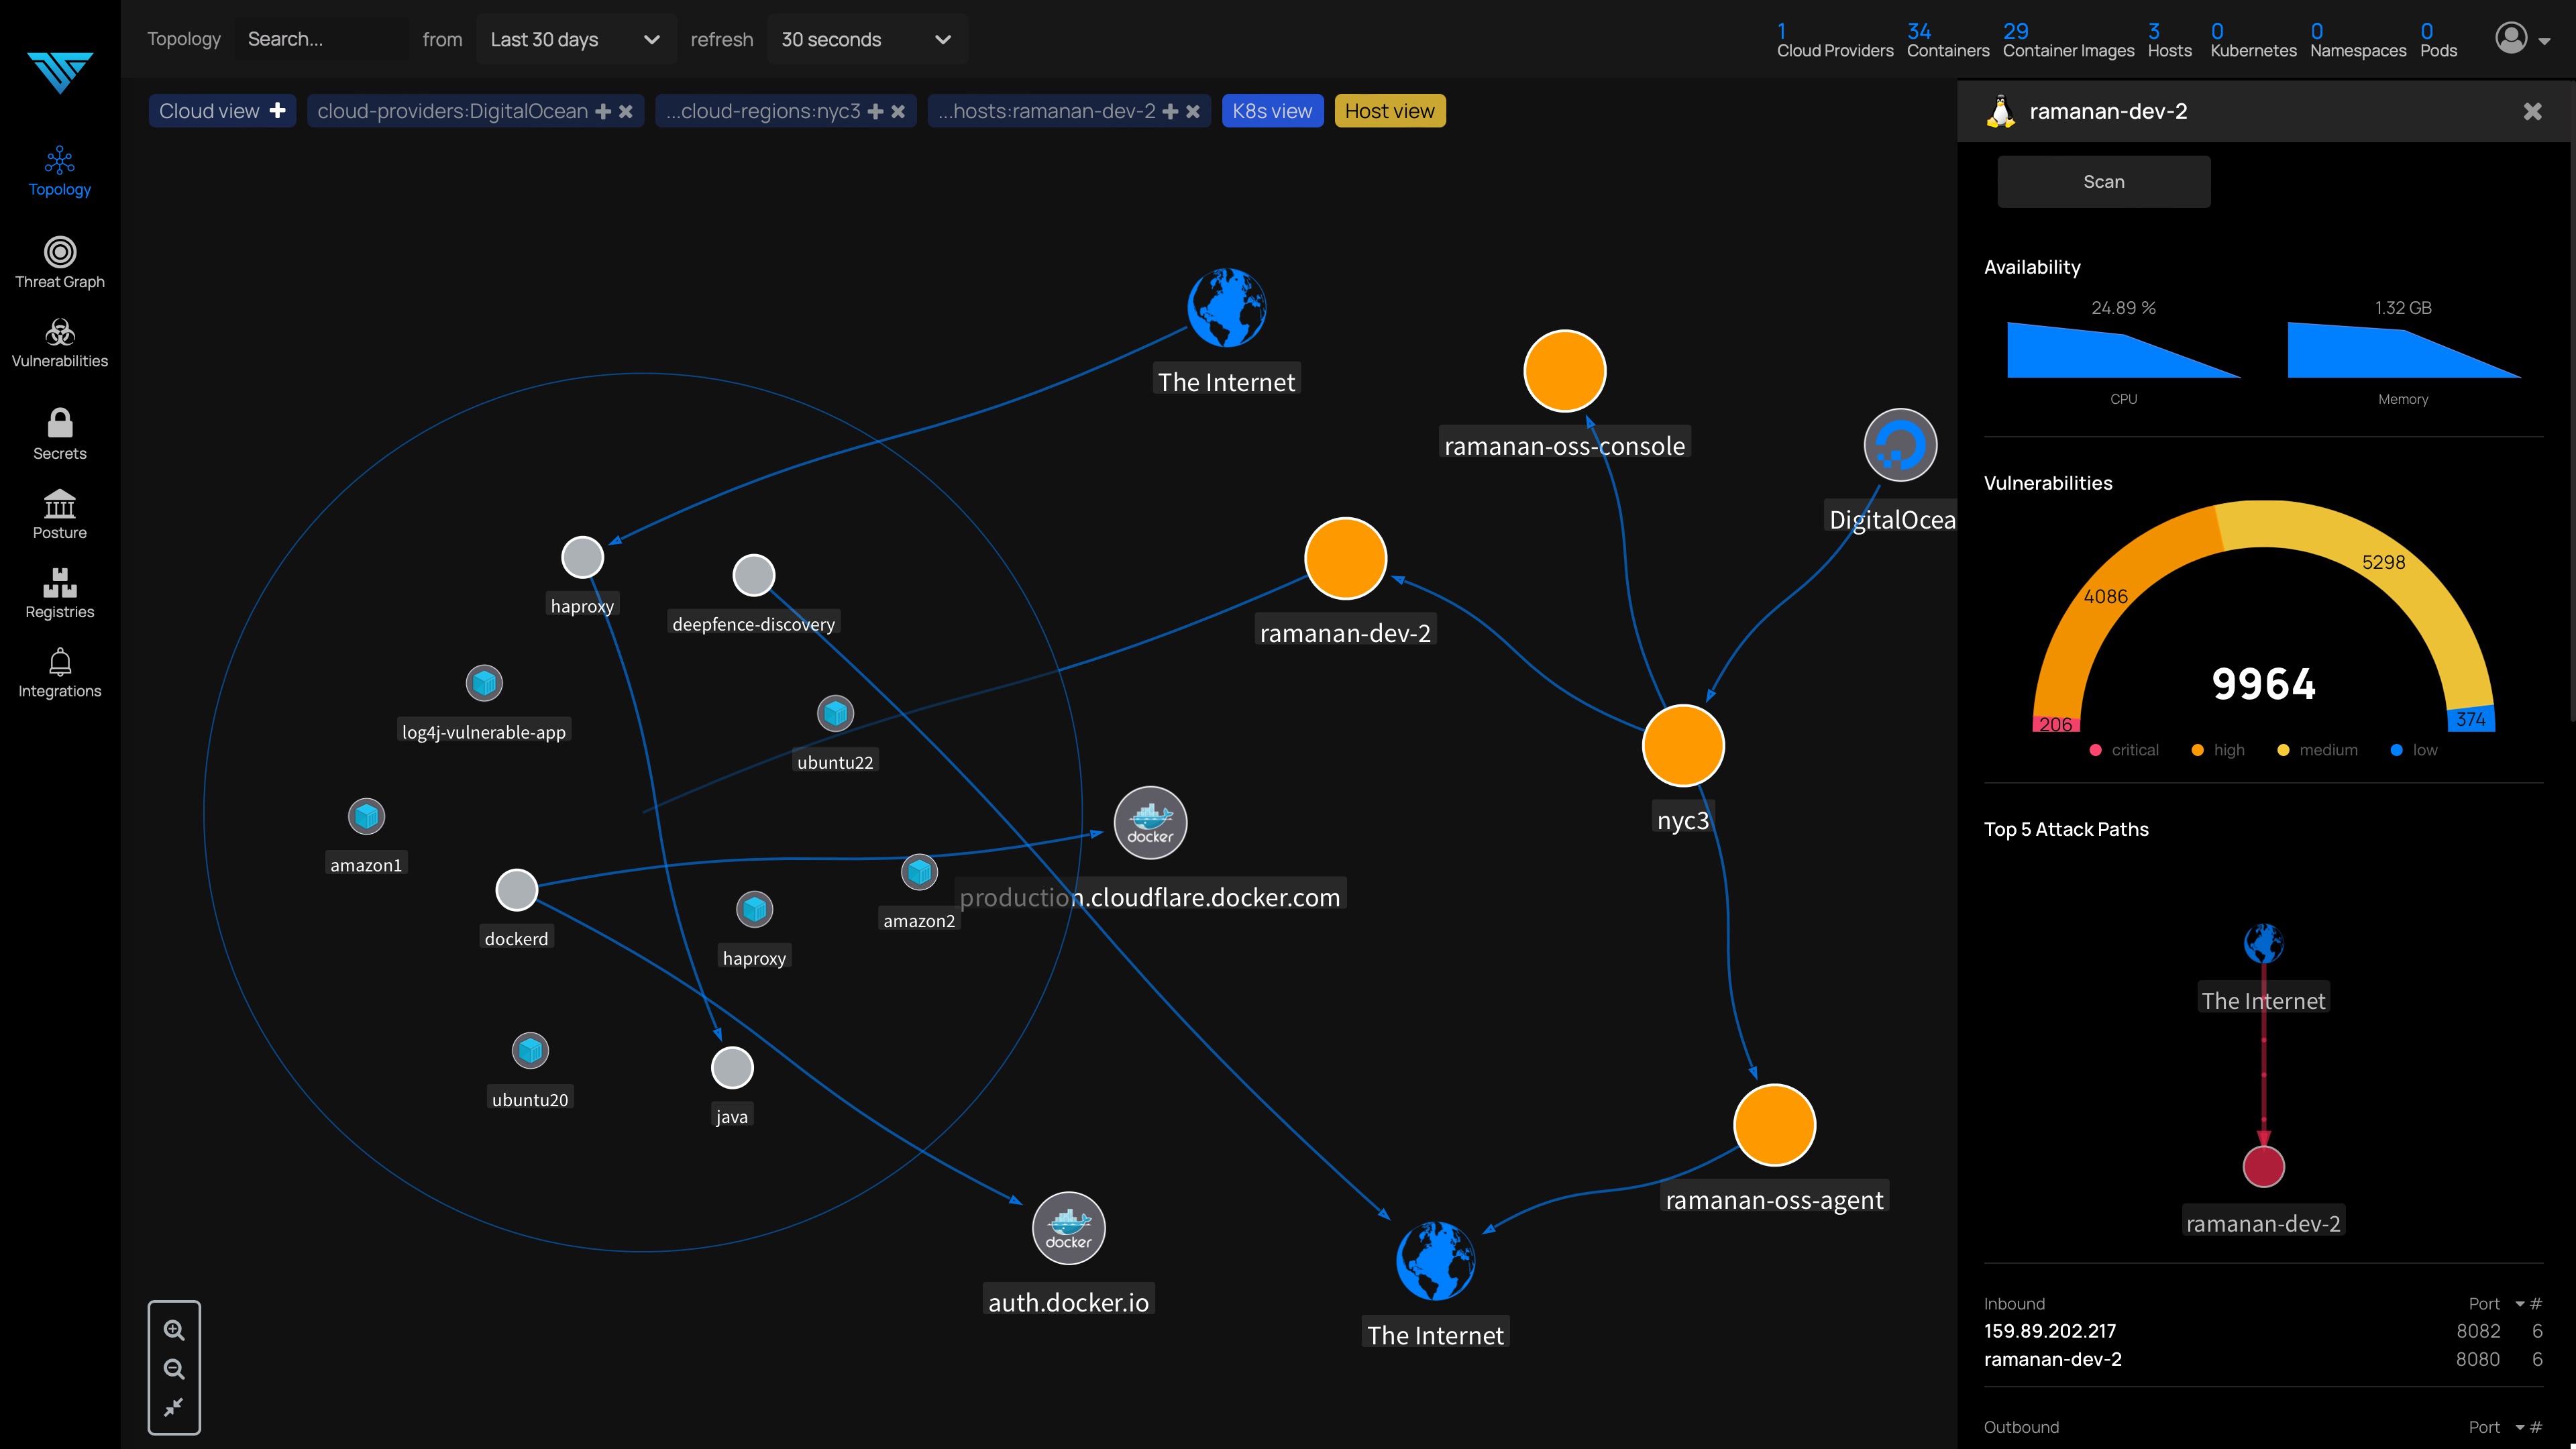 Topology Search... from Last 30 days refresh 30 seconds
1 34 29 3 0 0 0
Cloud Providers Containers Container Images Hosts Kubernetes Namespaces Pods
Cloud view cloud-providers:DigitalOcean ...cloud-regions:nyc3 ...hosts:ramanan-dev-2 K8s view Host view
Topology
Threat Graph
Vulnerabilities
Secrets
Posture
Registries
Integrations
The Internet
ramanan-oss-console
DigitalOcea
haproxy
deepfence-discovery
ramanan-dev-2
log4j-vulnerable-app
ubuntu22
docker
nyc3
amazon1
production.cloudflare.docker.com
amazon2
dockerd
haproxy
ubuntu20
java
ramanan-oss-agent
docker
auth.docker.io
The Internet
ramanan-dev-2
Scan
Availability
24.89 % 1.32 GB
CPU Memory
Vulnerabilities
5298
4086
9964
206 374
critical high medium low
Top 5 Attack Paths
The Internet
ramanan-dev-2
Inbound Port #
159.89.202.217 8082 6
ramanan-dev-2 8080 6
Outbound Port #